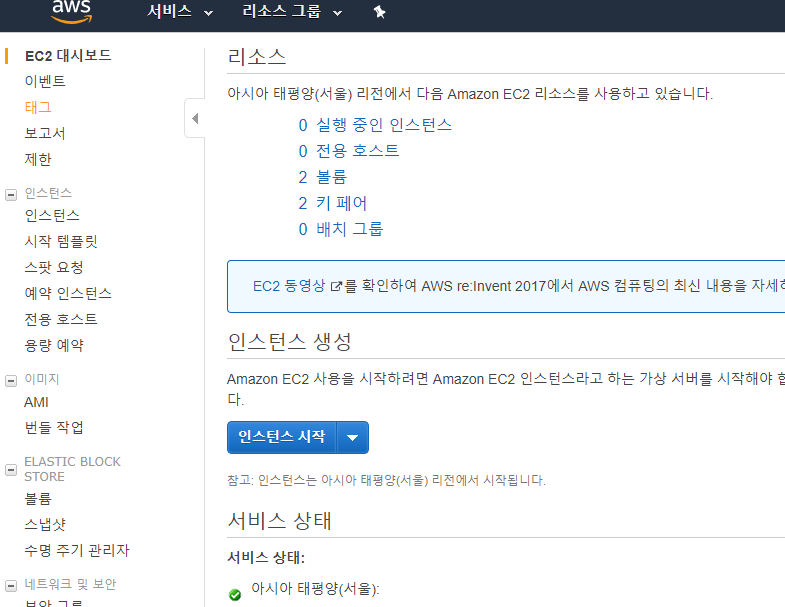 aws
서비스
리소스 그룹
EC2 대시보드
이벤트
태그
보고서
제한
인스턴스
인스턴스
시작 템플릿
스팟 요청
예약 인스턴스
전용 호스트
용량 예약
이미지
AMI
번들 작업
ELASTIC BLOCK
STORE
볼륨
스냅샷
수명 주기 관리자
네트워크 및 보안
보안 그룹
리소스
아시아 태평양(서울) 리전에서 다음 Amazon EC2 리소스를 사용하고 있습니다.
0 실행 중인 인스턴스
0 전용 호스트
2 볼륨
2 키 페어
0 배치 그룹
EC2 동영상 를 확인하여 AWS re:Invent 2017에서 AWS 컴퓨팅의 최신 내용을 자세히
인스턴스 생성
Amazon EC2 사용을 시작하려면 Amazon EC2 인스턴스라고 하는 가상 서버를 시작해야 합
다.
인스턴스 시작
참고: 인스턴스는 아시아 태평양(서울) 리전에서 시작됩니다.
서비스 상태
서비스 상태:
아시아 태평양(서울):